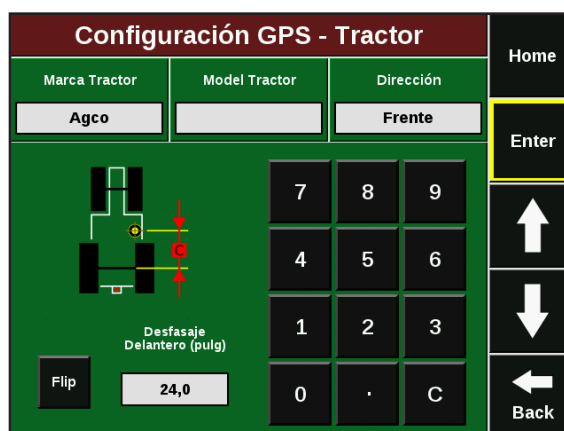 Configuración GPS - Tractor
Home
Marca Tractor
Model Tractor
Dirección
Agco
Frente
Enter
7
8
9
C
4
5
6
Desfasaje
Delantero (pulg)
1
2
3
Flip
24,0
0
.
C
Back